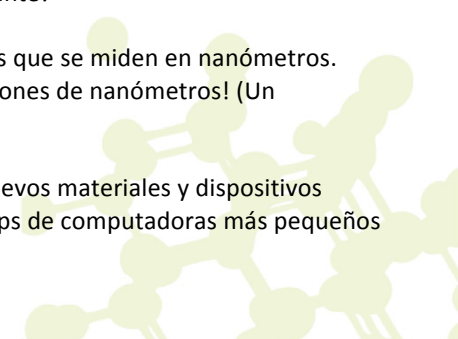 s que se miden en nanómetros.
ones de nanómetros! (Un
evos materiales y dispositivos
ps de computadoras más pequeños